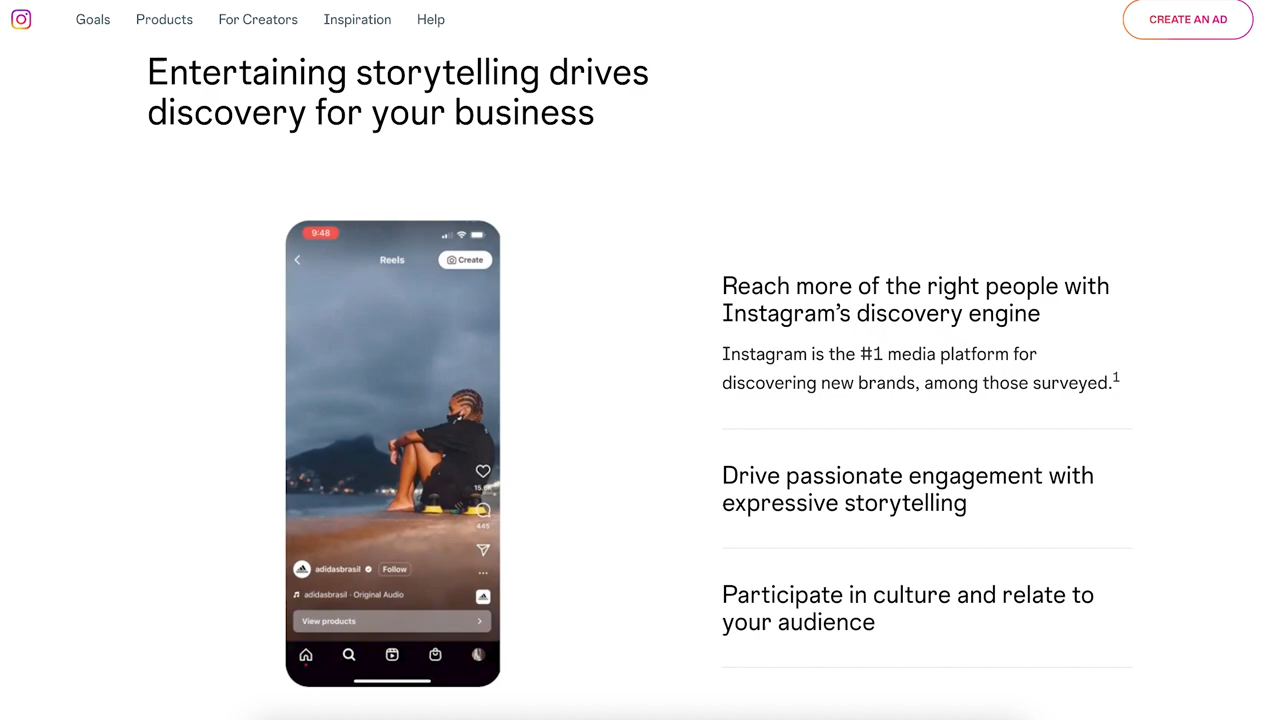 Goals Products For Creators Inspiration Help CREATE AN AD
Entertaining storytelling drives
discovery for your business
9:48
Reels
Create
15.6k
445
adidasbrasil Follow
adidasbrasil · Original Audio
View products
Reach more of the right people with
Instagram’s discovery engine
Instagram is the #1 media platform for
discovering new brands, among those surveyed.1
Drive passionate engagement with
expressive storytelling
Participate in culture and relate to
your audience